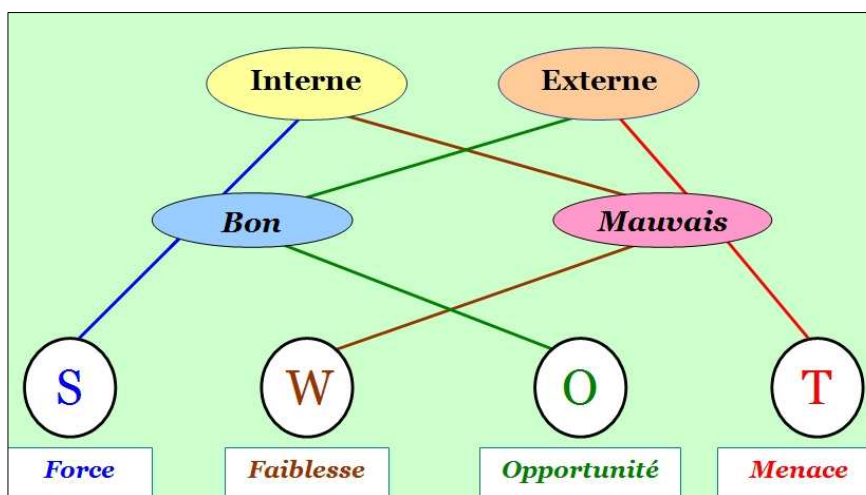 Interne
Externe
Bon
Mauvais
S
W
O
T
Force
Faiblesse
Opportunité
Menace